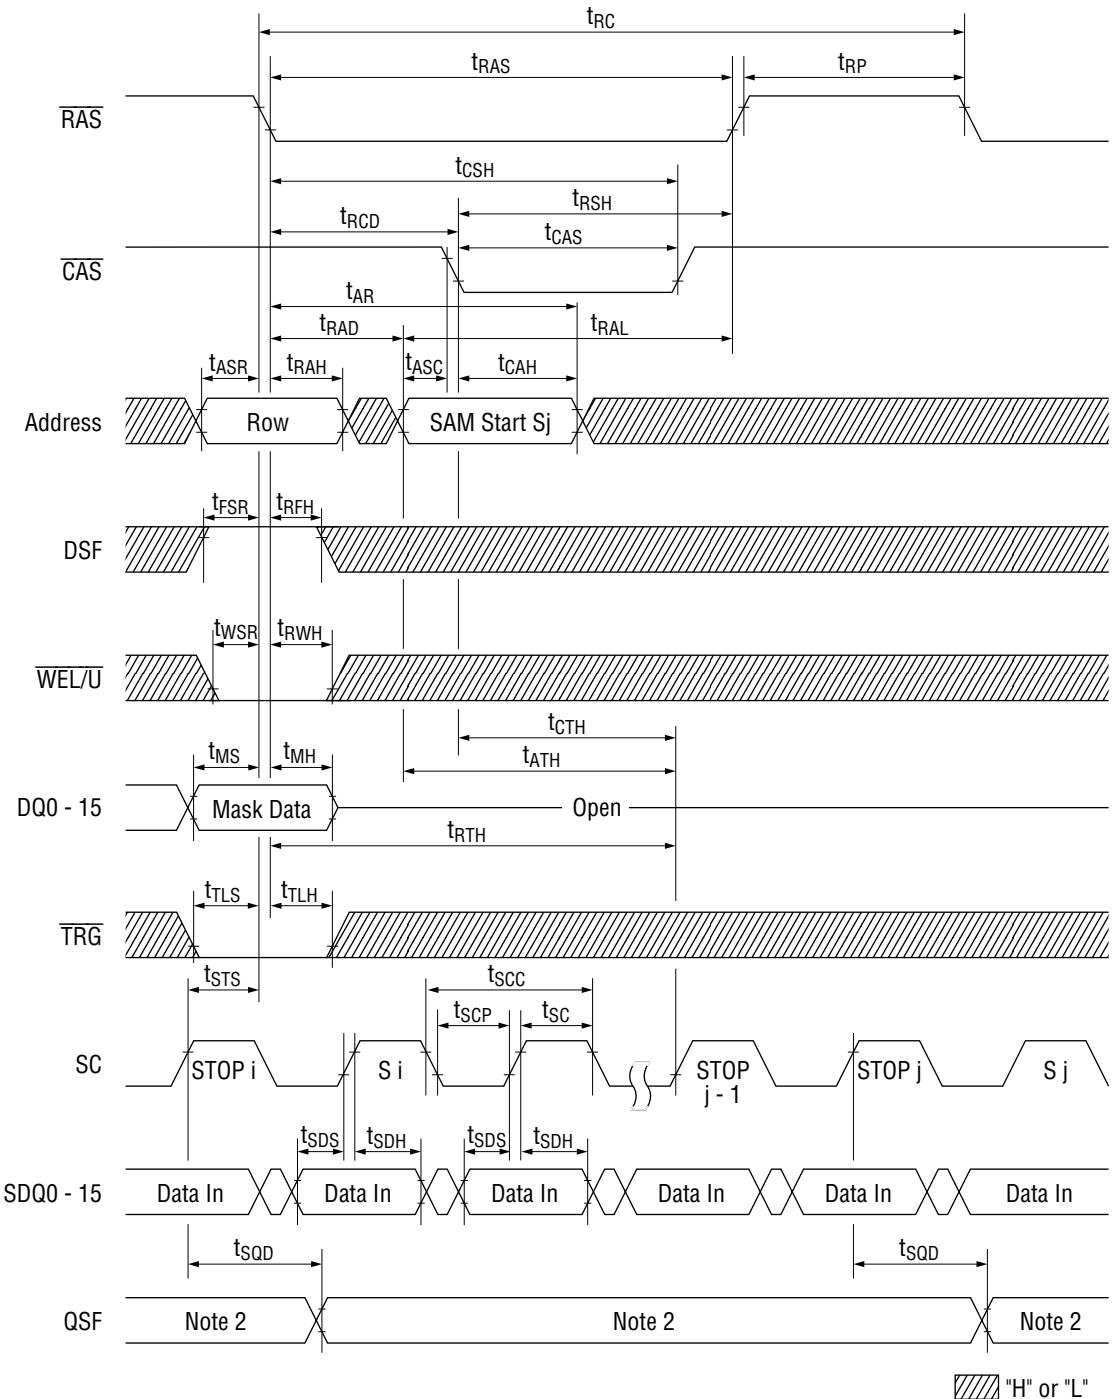 tRC
tRAS tRP
RAS
tCSH
tRSH
tRCD
tCAS
CAS
tAR
tRAD tRAL
tASR tRAH tASC tCAH
Address Row SAM Start Sj
tFSR tRFH
DSF
tWSR tRWH
WEL/U
tCTH
tMS tMH tATH
DQ0 - 15 Mask Data Open
tRTH
tTLS tTLH
TRG
tSTS tSCC
tSCP tSC
SC STOP i S i STOP j - 1 STOP j S j
tSDS tSDH tSDS tSDH
SDQ0 - 15 Data In Data In Data In Data In Data In Data In
tSQD tSQD
QSF Note 2 Note 2 Note 2
"H" or "L"